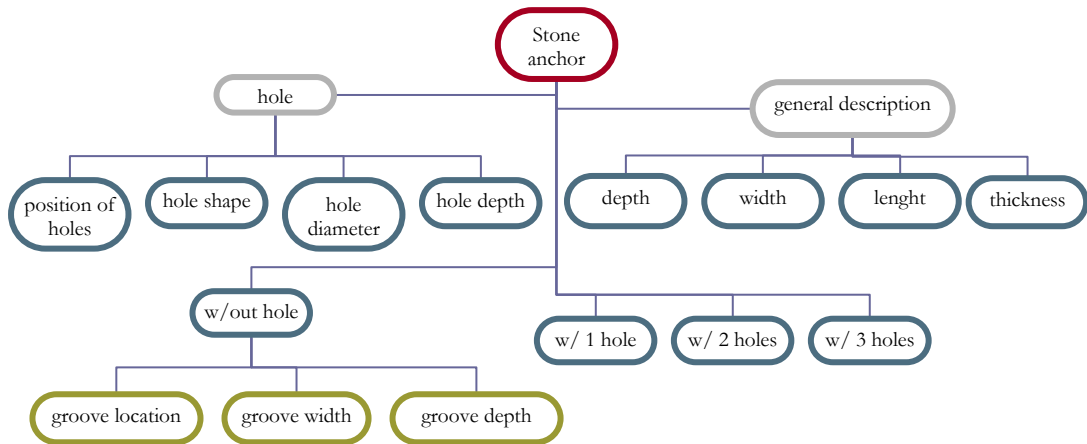 Stone
anchor
hole
general description
position of
holes
hole shape
hole
diameter
hole depth
depth
width
lenght
thickness
w/out hole
w/ 1 hole
w/ 2 holes
w/ 3 holes
groove location
groove width
groove depth